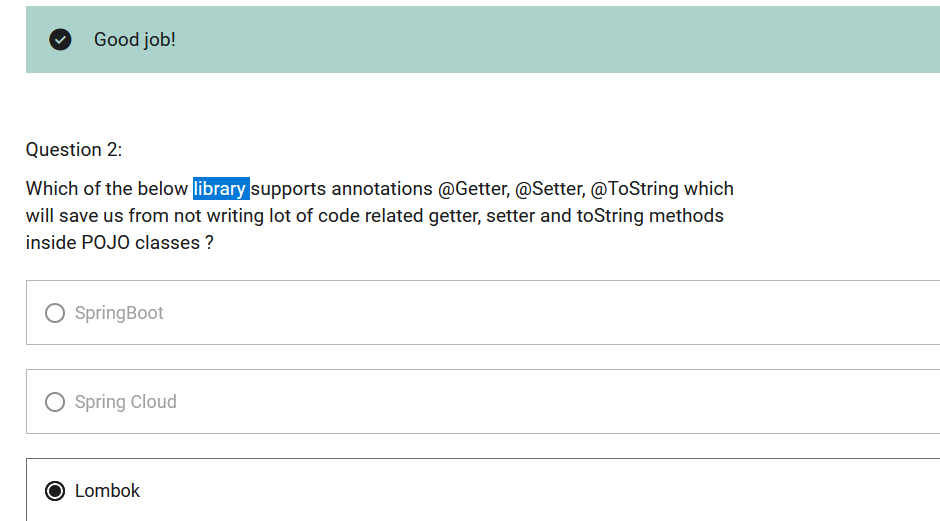 Good job!
Question 2:
Which of the below library supports annotations @Getter, @Setter, @ToString which
will save us from not writing lot of code related getter, setter and toString methods
inside POJO classes ?
SpringBoot
Spring Cloud
Lombok